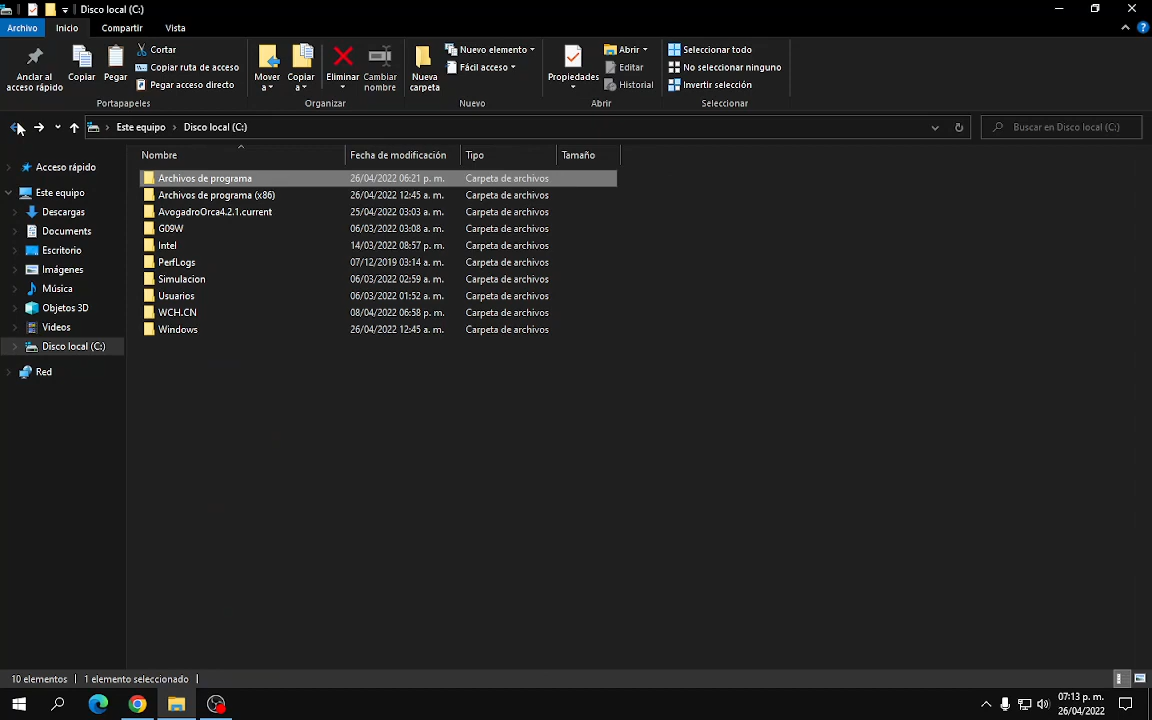 Disco local (C:)
Archivo Inicio Compartir Vista
Anclar al acceso rápido
Copiar
Pegar
Cortar
Copiar ruta de acceso
Pegar acceso directo
Portapapeles
Mover a
Copiar a
Eliminar
Cambiar nombre
Organizar
Nueva carpeta
Nuevo elemento
Fácil acceso
Nuevo
Propiedades
Abrir
Editar
Historial
Abrir
Seleccionar todo
No seleccionar ninguno
Invertir selección
Seleccionar
Este equipo > Disco local (C:)
Buscar en Disco local (C:)
Acceso rápido
Este equipo
Descargas
Documents
Escritorio
Imágenes
Música
Objetos 3D
Videos
Disco local (C:)
Red
Nombre Fecha de modificación Tipo Tamaño
Archivos de programa 26/04/2022 06:21 p. m. Carpeta de archivos
Archivos de programa (x86) 26/04/2022 12:45 a. m. Carpeta de archivos
AvogadroOrca4.2.1.current 25/04/2022 03:03 a. m. Carpeta de archivos
G09W 06/03/2022 03:08 a. m. Carpeta de archivos
Intel 14/03/2022 08:57 p. m. Carpeta de archivos
PerfLogs 07/12/2019 03:14 a. m. Carpeta de archivos
Simulacion 06/03/2022 02:59 a. m. Carpeta de archivos
Usuarios 06/03/2022 01:52 a. m. Carpeta de archivos
WCH.CN 08/04/2022 06:58 p. m. Carpeta de archivos
Windows 26/04/2022 12:45 a. m. Carpeta de archivos
10 elementos 1 elemento seleccionado
07:13 p. m.
26/04/2022